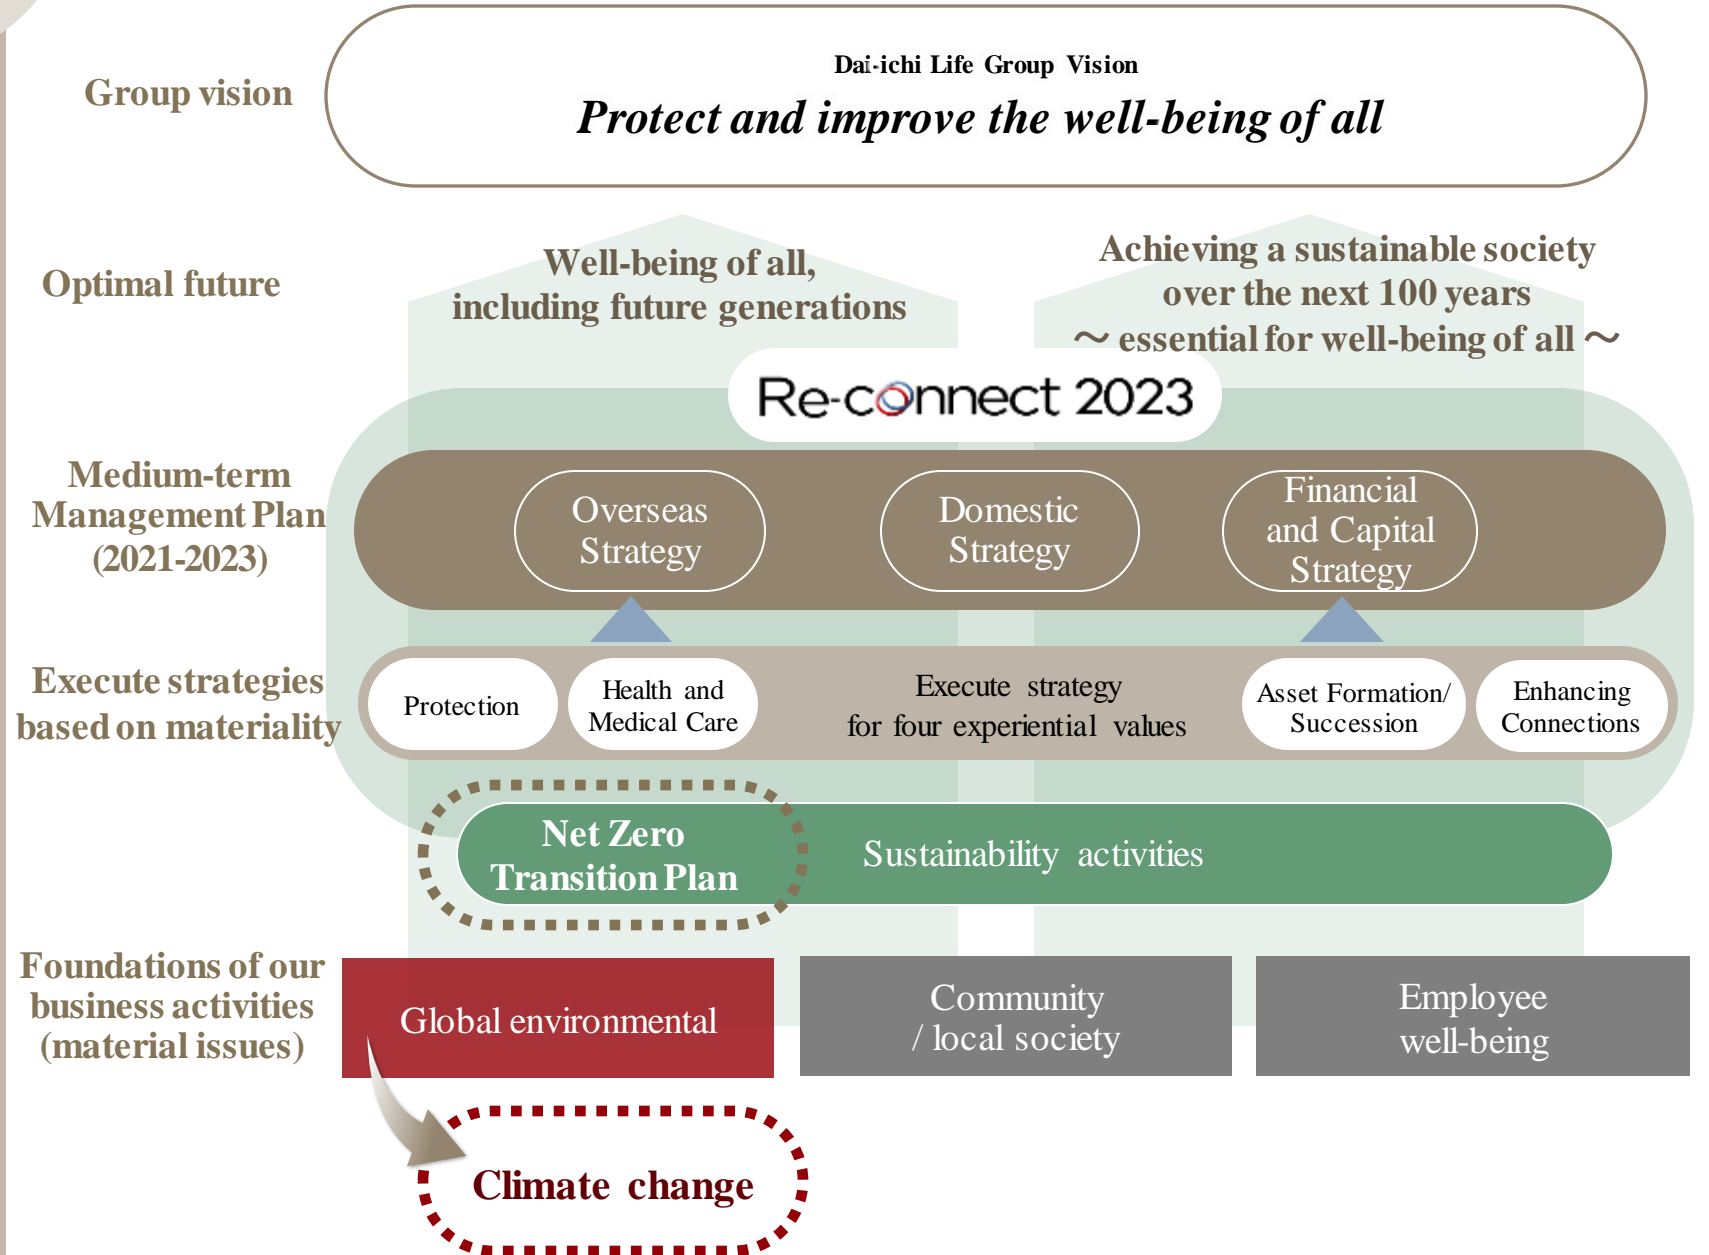 Dai-ichi Life Group Vision
Group vision
Protect and improve the well-being of all
Optimal future
Well-being of all,
including future generations
Achieving a sustainable society
over the next 100 years
～ essential for well-being of all ～
Re-connect 2023
Medium-term
Management Plan
(2021-2023)
Overseas
Strategy
Domestic
Strategy
Financial
and Capital
Strategy
Execute strategies
based on materiality
Protection
Health and
Medical Care
Execute strategy
for four experiential values
Asset Formation/
Succession
Enhancing
Connections
Net Zero
Transition Plan
Sustainability activities
Foundations of our
business activities
(material issues)
Global environmental
Community
/ local society
Employee
well-being
Climate change